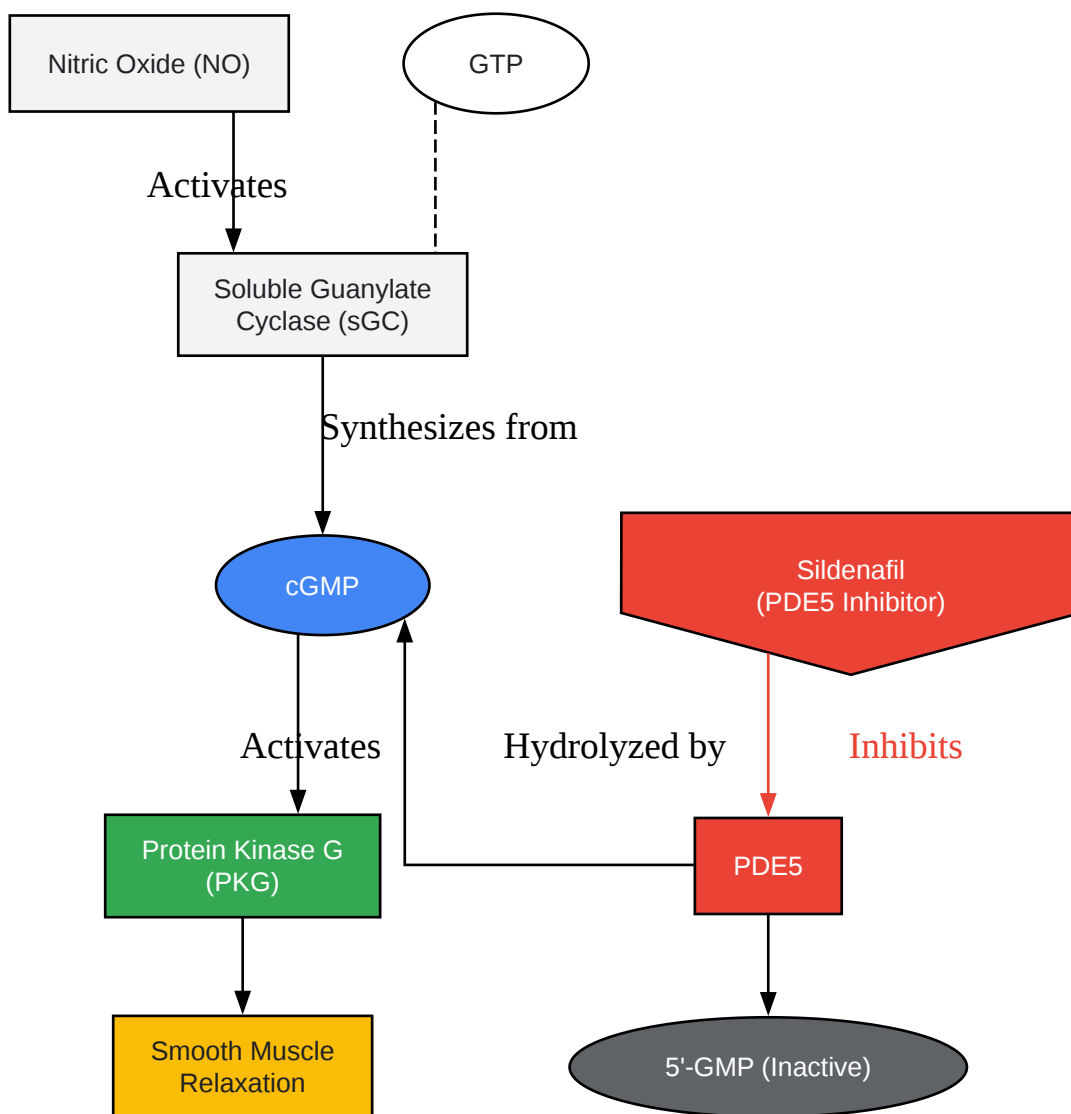 Nitric Oxide (NO)
GTP
Activates
Soluble Guanylate
Cyclase (sGC)
Synthesizes from
cGMP
Sildenafil
(PDE5 Inhibitor)
Activates
Hydrolyzed by
Inhibits
Protein Kinase G
(PKG)
PDE5
Smooth Muscle
Relaxation
5'-GMP (Inactive)